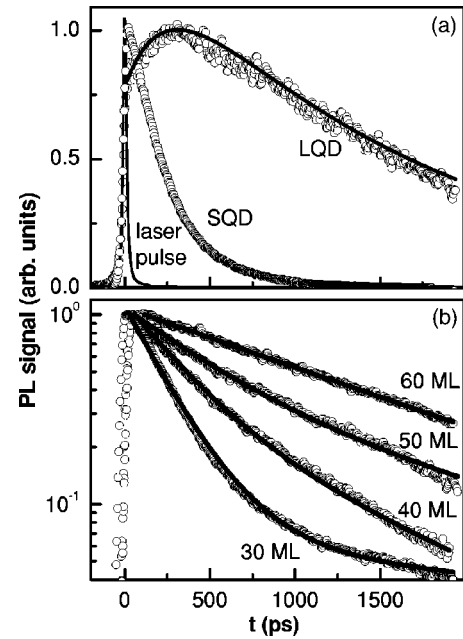 (a)
1.0
LQD
0.5
SQD
laser
pulse
0.0
PL signal (arb. units)
(b)
10^0
60 ML
50 ML
10^-1
40 ML
30 ML
0 500 1000 1500
t (ps)